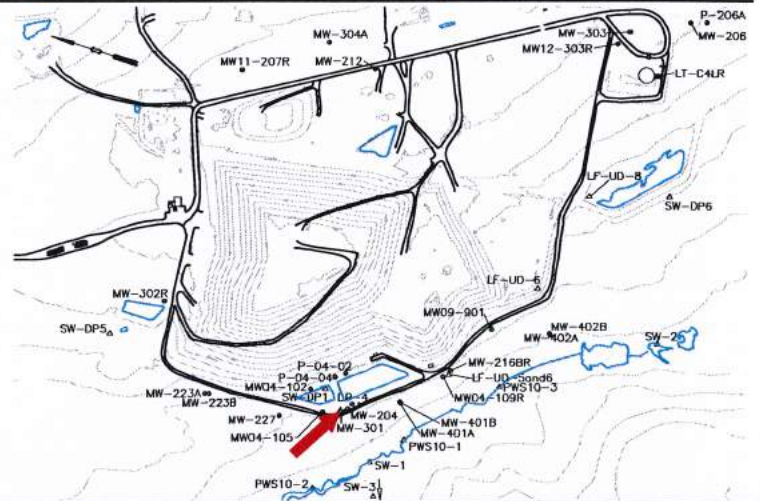 P-206A
MW-304A
MW-303
MW-206
MW12-303R
MW11-207R
MW-212
LT-C4LR
LF-UD-8
SW-DP6
LF-UD-6
MW-302R
MW09-901
SW-DP5
MW-402B
MW-402A
SW-2
P-04-02
P-04-04
MW-216BR
MW04-102
LF-UD-Sand6
MW-223A
SW-DP1
DP-4
PWS10-3
MW-223B
MW04-109R
MW-227
MW-204
MW-401B
MW04-105
MW-301
MW-401A
PWS10-1
SW-1
PWS10-2
SW-3